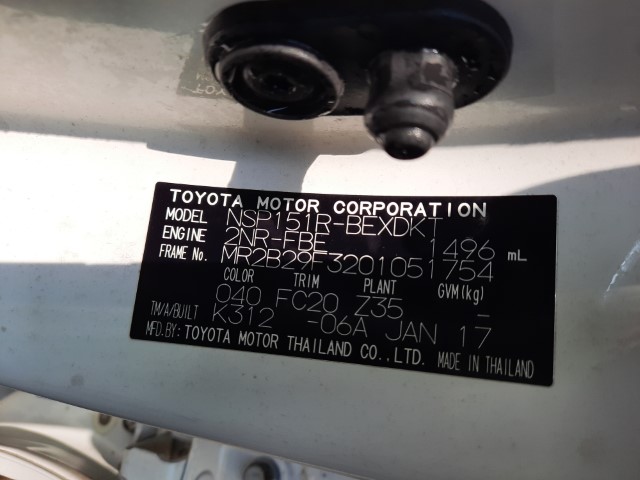 TOYOTA MOTOR CORPORATION
MODEL NSP151R-BEXDKT
ENGINE 2NR-FBE 1496 mL
FRAME No. MR2B29F3201051754
COLOR TRIM PLANT GVM(kg)
040 FC20 Z35 -
TM/A/BUILT K312 -06A JAN 17
MFD.BY: TOYOTA MOTOR THAILAND CO.,LTD. MADE IN THAILAND